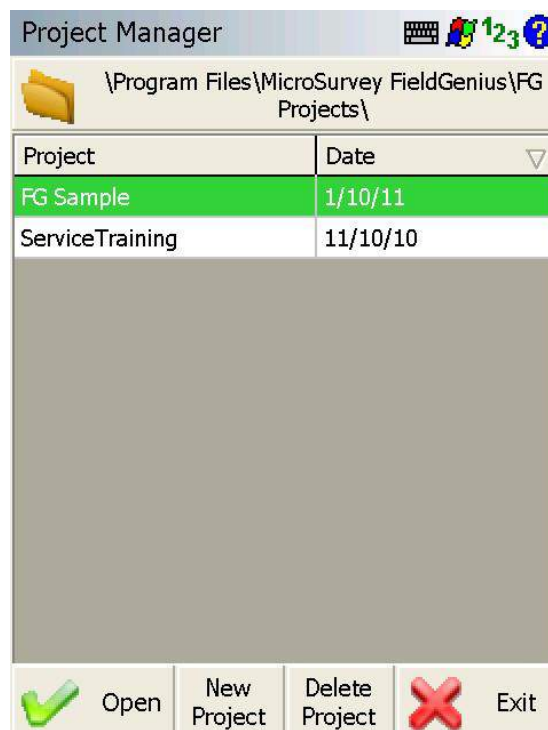 Project Manager 123 ?
\Program Files\MicroSurvey FieldGenius\FG
Projects\
Project Date
FG Sample 1/10/11
ServiceTraining 11/10/10
Open New Project Delete Project Exit